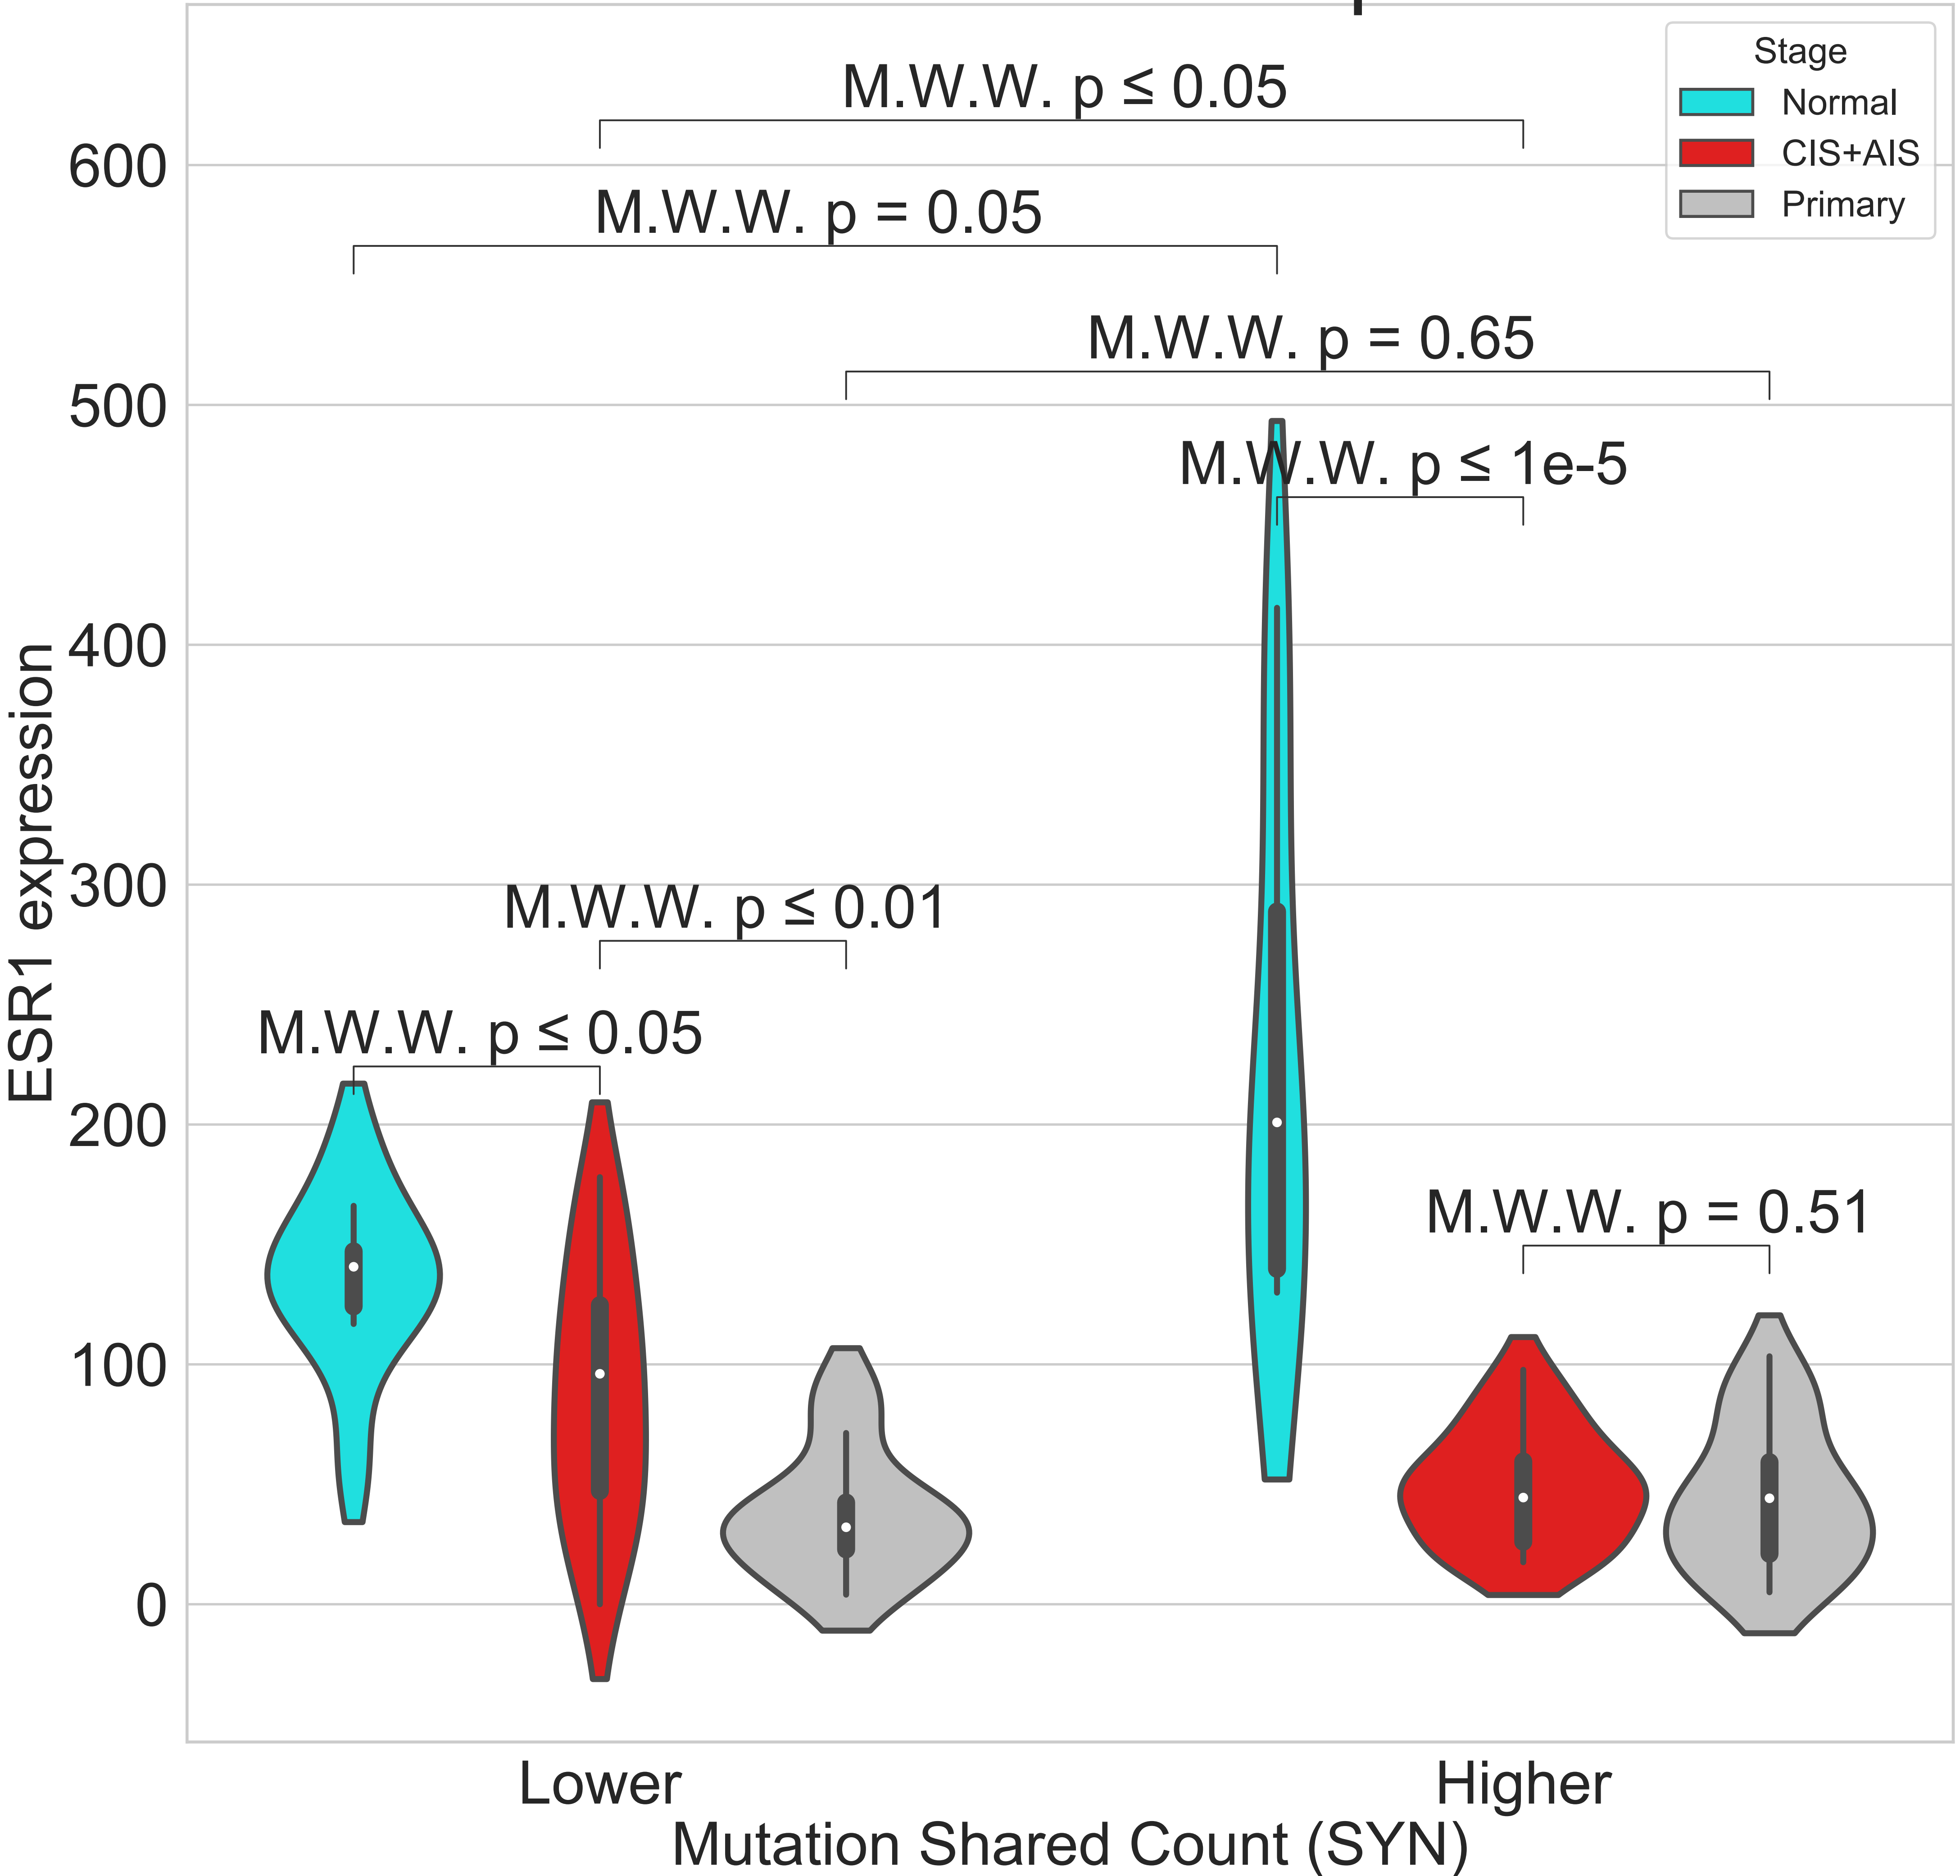 Stage
Normal
CIS+AIS
Primary
M.W.W. p ≤ 0.05
M.W.W. p = 0.05
M.W.W. p = 0.65
M.W.W. p ≤ 1e-5
M.W.W. p ≤ 0.01
M.W.W. p ≤ 0.05
M.W.W. p = 0.51
600
500
400
300
200
100
0
ESR1 expression
Lower
Higher
Mutation Shared Count (SYN)